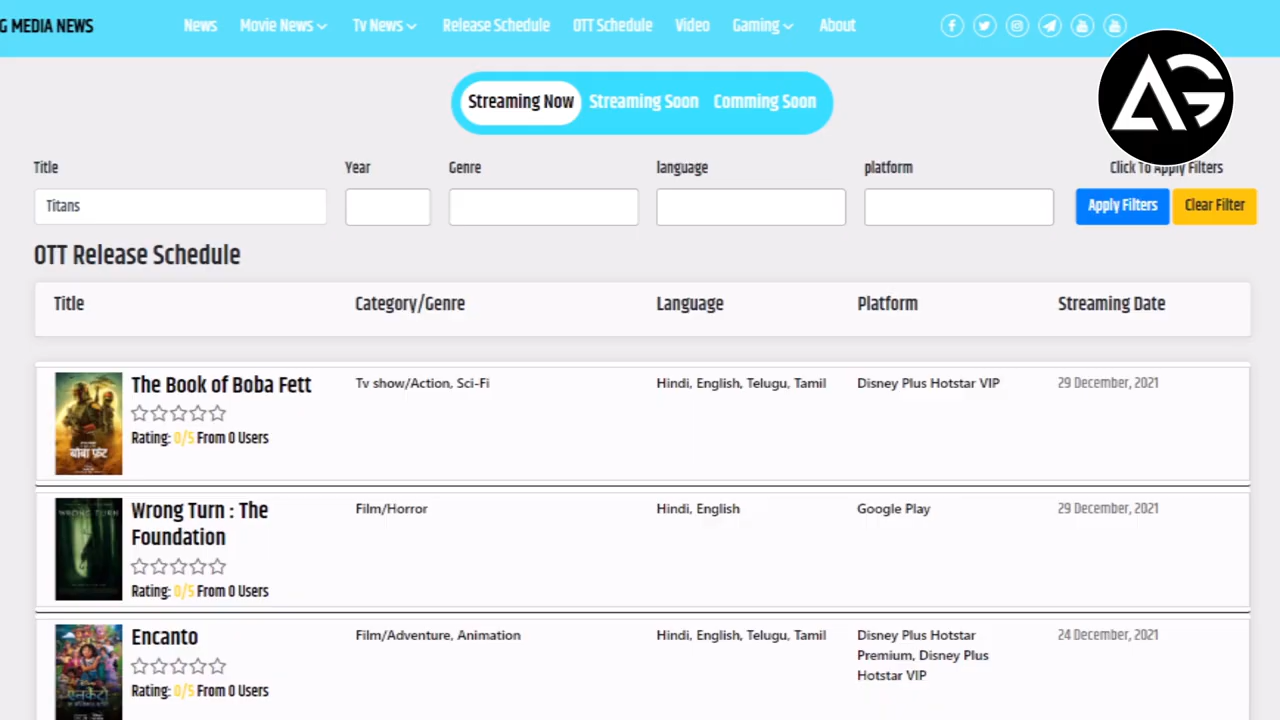 G MEDIA NEWS
News Movie News Tv News Release Schedule OTT Schedule Video Gaming About
AG
Streaming Now Streaming Soon Comming Soon
Title Year Genre language platform Click To Apply Filters
Titans Apply Filters Clear Filter
OTT Release Schedule
Title Category/Genre Language Platform Streaming Date
The Book of Boba Fett Tv show/Action, Sci-Fi Hindi, English, Telugu, Tamil Disney Plus Hotstar VIP 29 December, 2021
Rating: 0/5 From 0 Users
बोबा फ़ेट
Wrong Turn : The Film/Horror Hindi, English Google Play 29 December, 2021
Foundation
WRONG TURN
Rating: 0/5 From 0 Users
Encanto Film/Adventure, Animation Hindi, English, Telugu, Tamil Disney Plus Hotstar 24 December, 2021
Premium, Disney Plus
Hotstar VIP
Rating: 0/5 From 0 Users
एनकैंटो